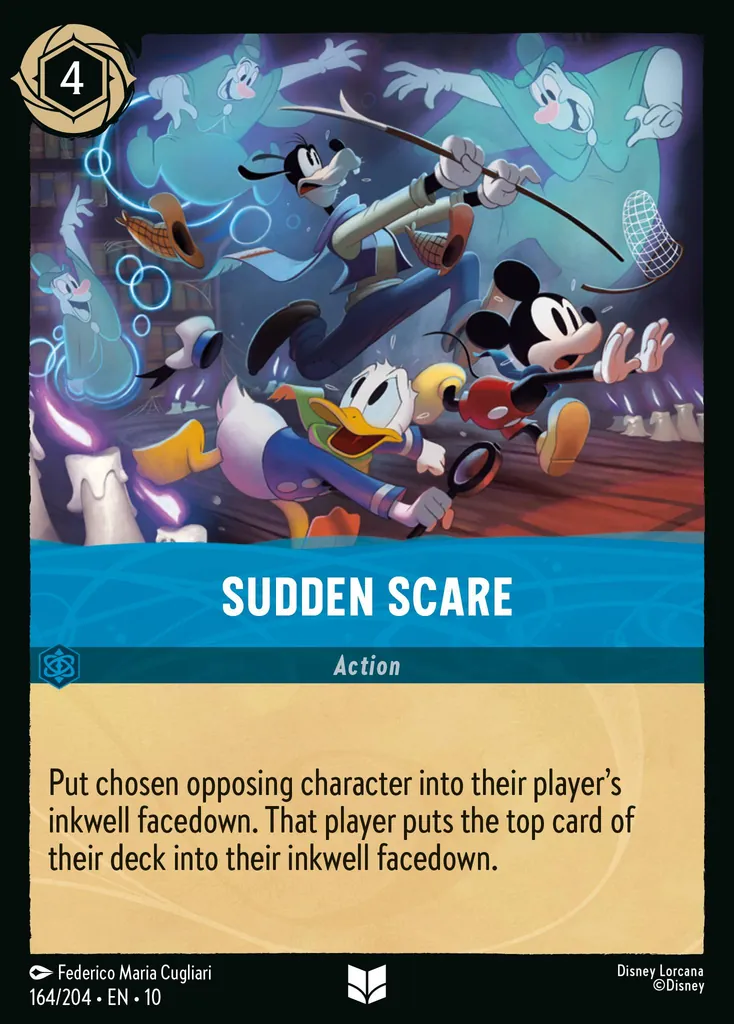 4
SUDDEN SCARE
Action
Put chosen opposing character into their player's
inkwell facedown. That player puts the top card of
their deck into their inkwell facedown.
Federico Maria Cugliari
Disney Lorcana
164/204 • EN • 10
©Disney